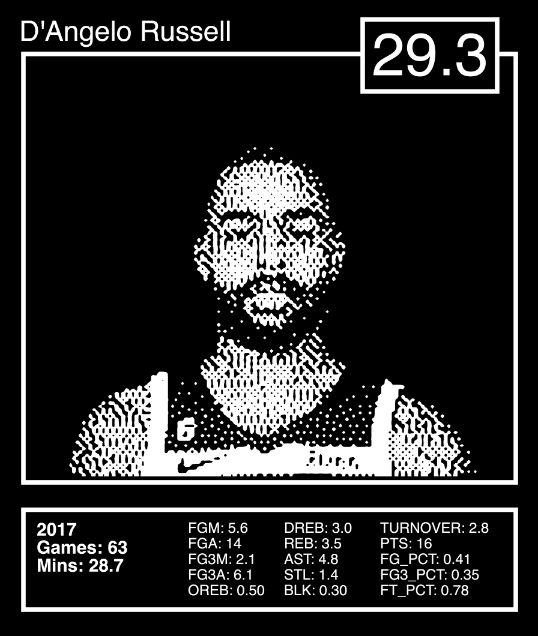 D'Angelo Russell
29.3
2017
Games: 63
Mins: 28.7
FGM: 5.6
FGA: 14
FG3M: 2.1
FG3A: 6.1
OREB: 0.50
DREB: 3.0
REB: 3.5
AST: 4.8
STL: 1.4
BLK: 0.30
TURNOVER: 2.8
PTS: 16
FG_PCT: 0.41
FG3_PCT: 0.35
FT_PCT: 0.78